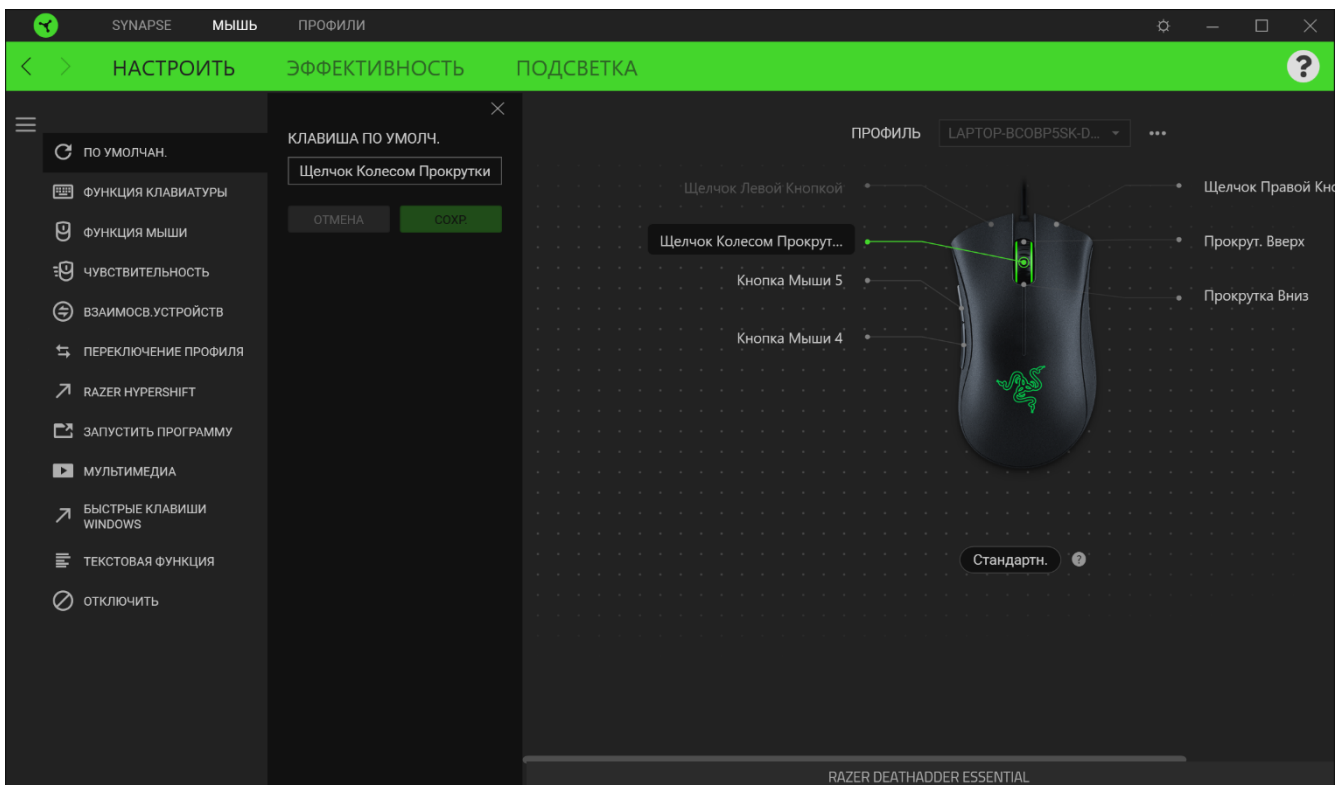 SYNAPSE МЫШЬ ПРОФИЛИ
НАСТРОИТЬ ЭФФЕКТИВНОСТЬ ПОДСВЕТКА
?
ПО УМОЛЧАН.
ФУНКЦИЯ КЛАВИАТУРЫ
ФУНКЦИЯ МЫШИ
ЧУВСТВИТЕЛЬНОСТЬ
ВЗАИМОСВ.УСТРОЙСТВ
ПЕРЕКЛЮЧЕНИЕ ПРОФИЛЯ
RAZER HYPERSHIFT
ЗАПУСТИТЬ ПРОГРАММУ
МУЛЬТИМЕДИА
БЫСТРЫЕ КЛАВИШИ
WINDOWS
ТЕКСТОВАЯ ФУНКЦИЯ
ОТКЛЮЧИТЬ
КЛАВИША ПО УМОЛЧ.
Щелчок Колесом Прокрутки
ОТМЕНА СОХР.
ПРОФИЛЬ LAPTOP-BCOBP5SK-D...
Щелчок Левой Кнопкой
Щелчок Колесом Прокрут...
Кнопка Мыши 5
Кнопка Мыши 4
Щелчок Правой Кно
Прокрут. Вверх
Прокрутка Вниз
Стандартн. ?
RAZER DEATHADDER ESSENTIAL